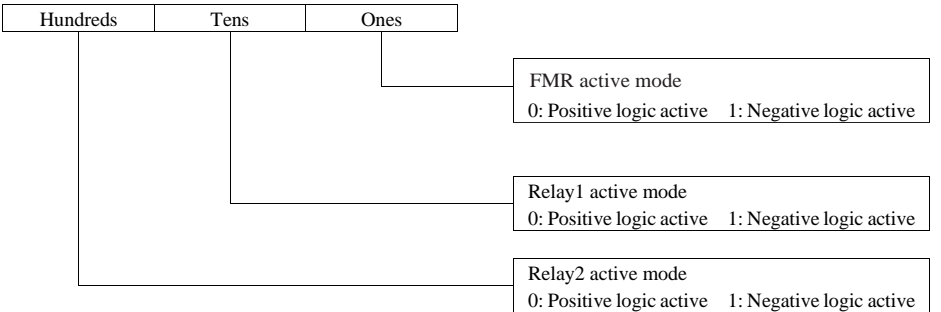 Hundreds Tens Ones
FMR active mode
0: Positive logic active 1: Negative logic active
Relay1 active mode
0: Positive logic active 1: Negative logic active
Relay2 active mode
0: Positive logic active 1: Negative logic active